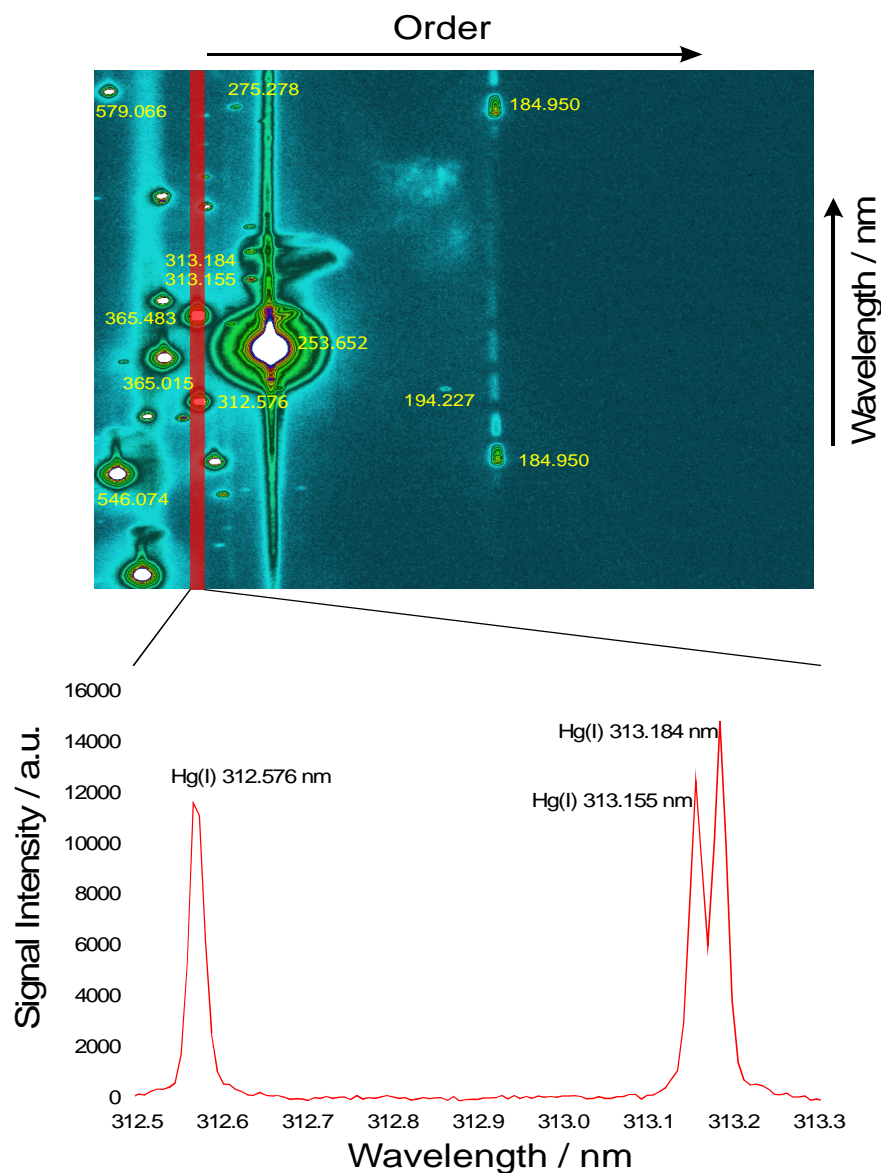 Order
275.278
579.066
184.950
Wavelength / nm
313.184
313.155
365.483
253.652
365.015
312.576
194.227
184.950
546.074
16000
14000
12000
10000
8000
6000
4000
2000
0
Signal Intensity / a.u.
Hg(I) 313.184 nm
Hg(I) 312.576 nm
Hg(I) 313.155 nm
312.5 312.6 312.7 312.8 312.9 313.0 313.1 313.2 313.3
Wavelength / nm